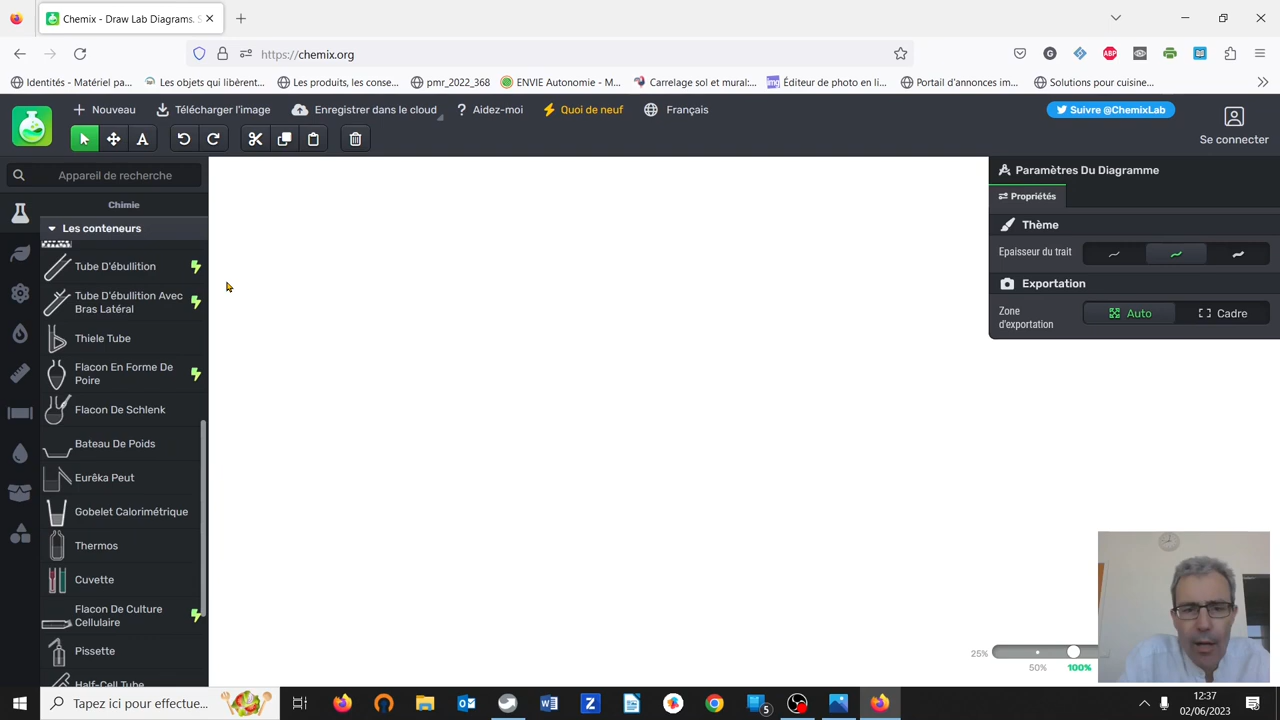 Chemix - Draw Lab Diagrams. S
https://chemix.org
Identités - Matériel pa...
Les objets qui libèrent...
Les produits, les conse...
pmr_2022_368
ENVIE Autonomie - M...
Carrelage sol et mural:...
Éditeur de photo en li...
Portail d'annonces im...
Solutions pour cuisine...
Nouveau
Télécharger l'image
Enregistrer dans le cloud
? Aidez-moi
Quoi de neuf
Français
Suivre @ChemixLab
Se connecter
Appareil de recherche
Chimie
Les conteneurs
Tube D'ébullition
Tube D'ébullition Avec
Bras Latéral
Thiele Tube
Flacon En Forme De
Poire
Flacon De Schlenk
Bateau De Poids
Eurêka Peut
Gobelet Calorimétrique
Thermos
Cuvette
Flacon De Culture
Cellulaire
Pissette
Half-Cell Tube
Paramètres Du Diagramme
Propriétés
Thème
Epaisseur du trait
Exportation
Zone
d'exportation
Auto
Cadre
25%
50%
100%
Tapez ici pour effectue...
5
12:37
02/06/2023